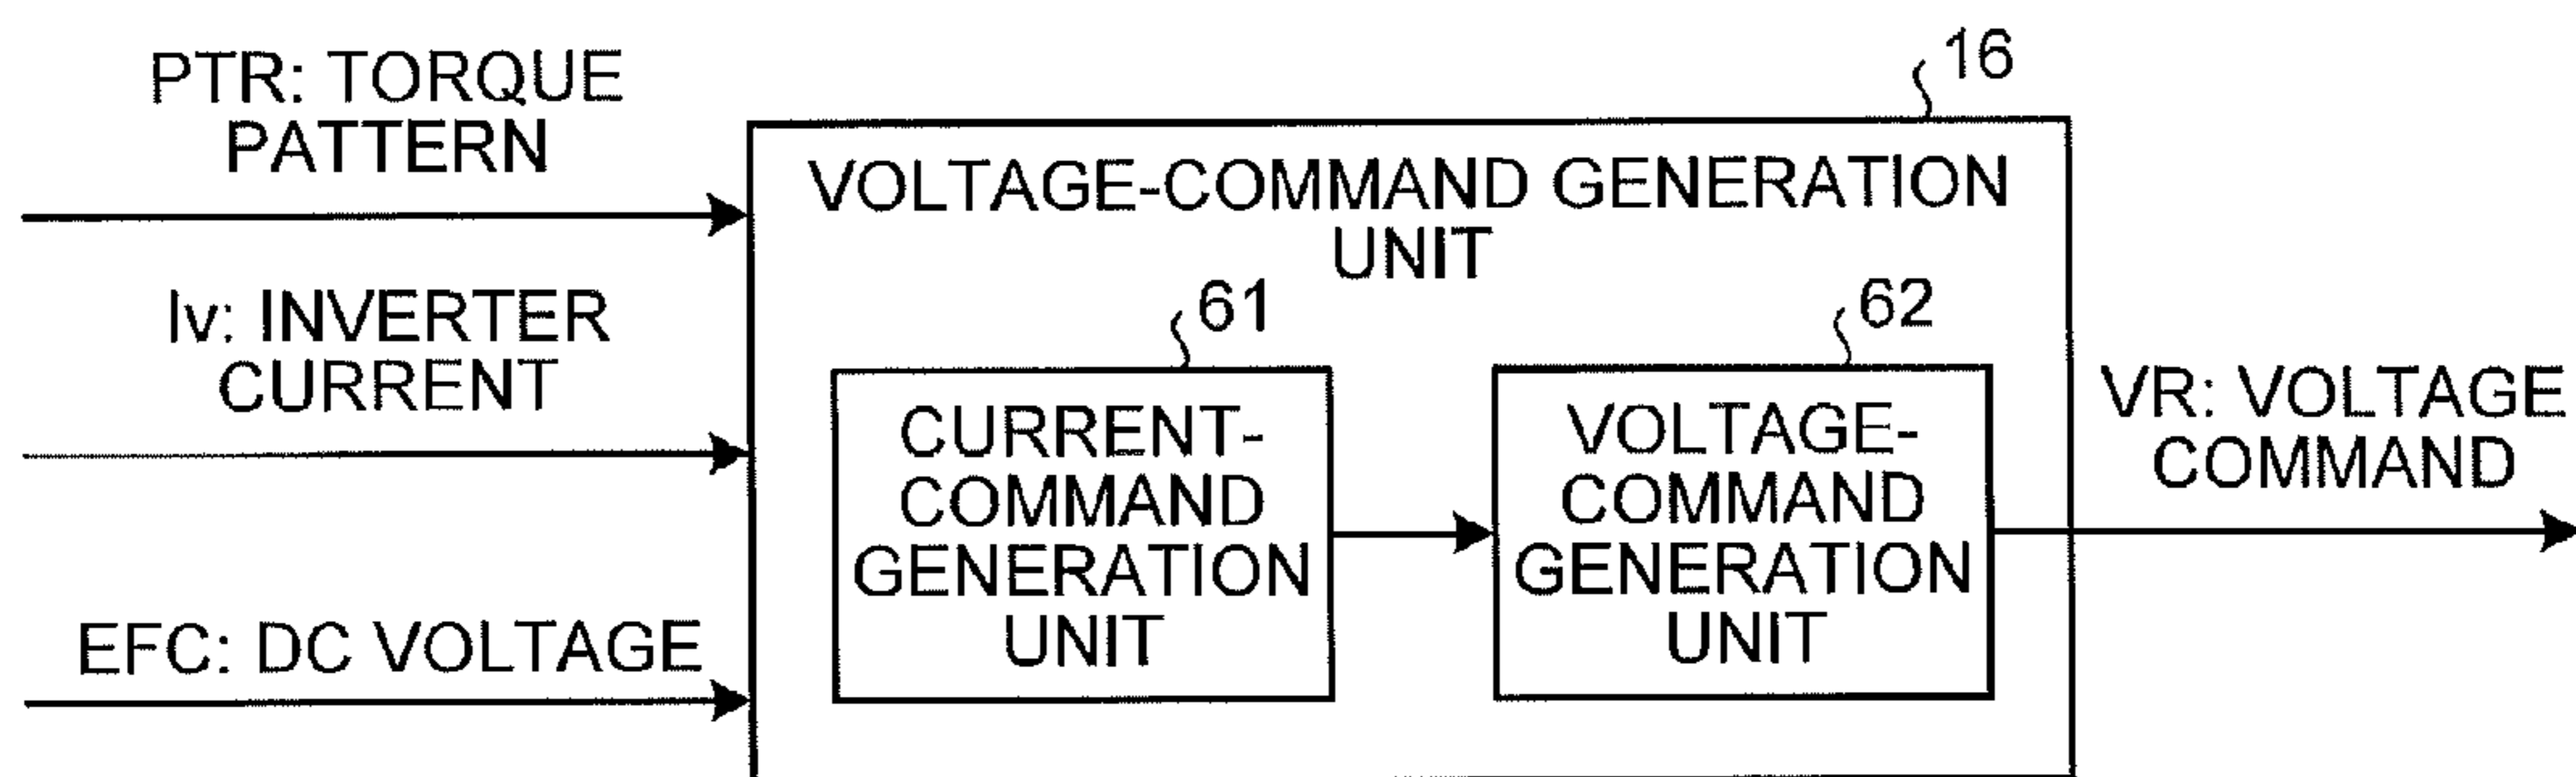 PTR: TORQUE
PATTERN
16
VOLTAGE-COMMAND GENERATION
UNIT
Iv: INVERTER
CURRENT
61
62
CURRENT-
COMMAND
GENERATION
UNIT
VOLTAGE-
COMMAND
GENERATION
UNIT
VR: VOLTAGE
COMMAND
EFC: DC VOLTAGE